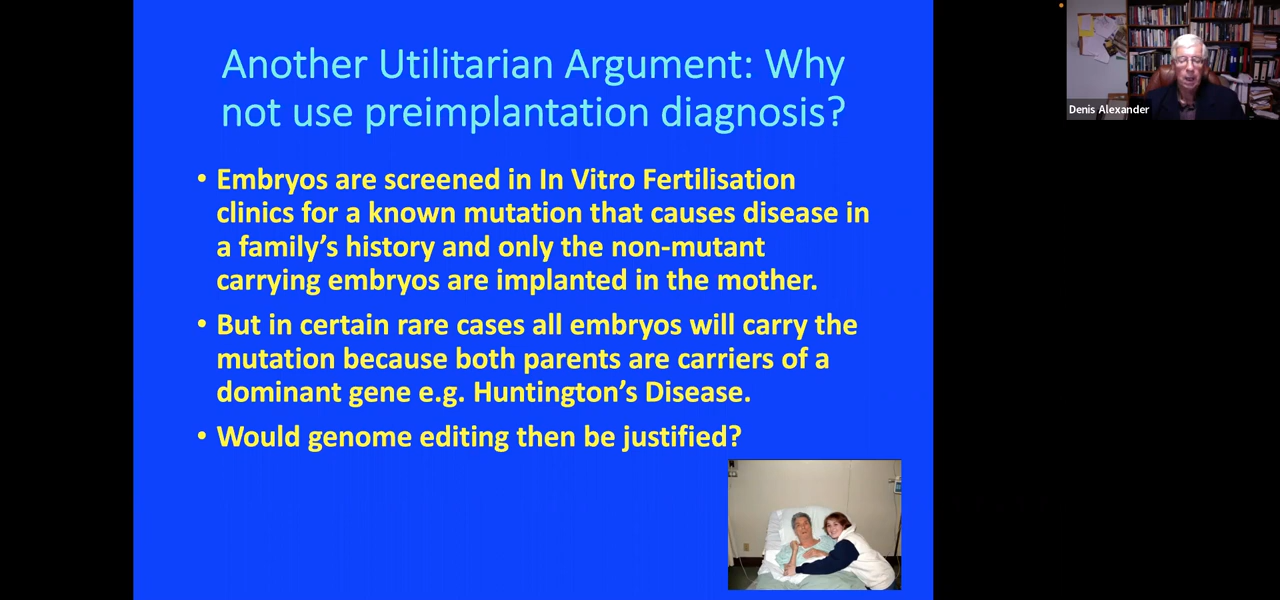 Another Utilitarian Argument: Why
not use preimplantation diagnosis?
• Embryos are screened in In Vitro Fertilisation
clinics for a known mutation that causes disease in
a family's history and only the non-mutant
carrying embryos are implanted in the mother.
• But in certain rare cases all embryos will carry the
mutation because both parents are carriers of a
dominant gene e.g. Huntington's Disease.
• Would genome editing then be justified?
Denis Alexander